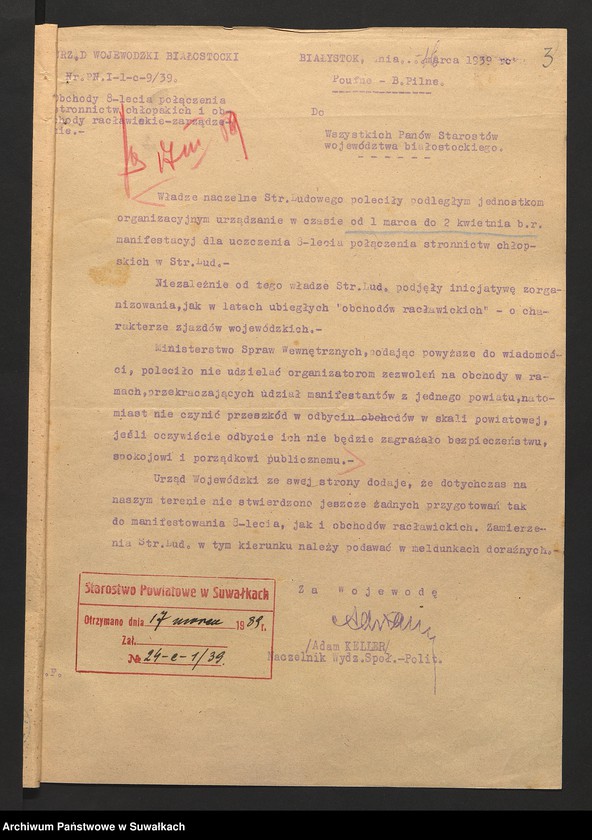 URZĄD WOJEWODZKI BIAŁOSTOCKI
Nr.PN.I-1-c-9/39.
Obchody 8-lecia połączenia
stronnictw chłopskich i ob-
chody racławickie-zarządze-
nie.-
BIAŁYSTOK, dnia, marca 1939 ro
3
Poufne - B.Pilne.
Do
Wszystkich Panów Starostów
województwa białostockiego.
17/III
Władze naczelne Str.Ludowego poleciły podległym jednostkom
organizacyjnym urządzanie w czasie od 1 marca do 2 kwietnia b.r.
manifestacyj dla uczczenia 8-lecia połączenia stronnictw chłop-
skich w Str.Lud.-
Niezależnie od tego władze Str.Lud. podjęły inicjatywę zorga-
nizowania,jak w latach ubiegłych "obchodów racławickich" - o cha-
rakterze zjazdów wojewódzkich.-
Ministerstwo Spraw Wewnętrznych,podając powyższe do wiadomoś-
ci, poleciło nie udzielać organizatorom zezwoleń na obchody w ra-
mach,przekraczających udział manifestantów z jednego powiatu,nato-
miast nie czynić przeszkód w odbyciu obchodów w skali powiatowej,
jeśli oczywiście odbycie ich nie będzie zagrażało bezpieczeństwu,
spokojowi i porządkowi publicznemu.-
Urząd Wojewódzki ze swej strony dodaje, że dotychczas na
naszym terenie nie stwierdzono jeszcze żadnych przygotowań tak
do manifestowania 8-lecia, jak i obchodów racławickich. Zamierze-
nia Str.Lud. w tym kierunku należy podawać w meldunkach doraźnych.-
Za wojewodę
/Adam KELLER/
Naczelnik Wydz.Społ.-Polit.
Starostwo Powiatowe w Suwałkach
Otrzymano dnia 17 marca 1939 r.
Zał.
№ 24-c-1/39
.P.
Archiwum Państwowe w Suwałkach